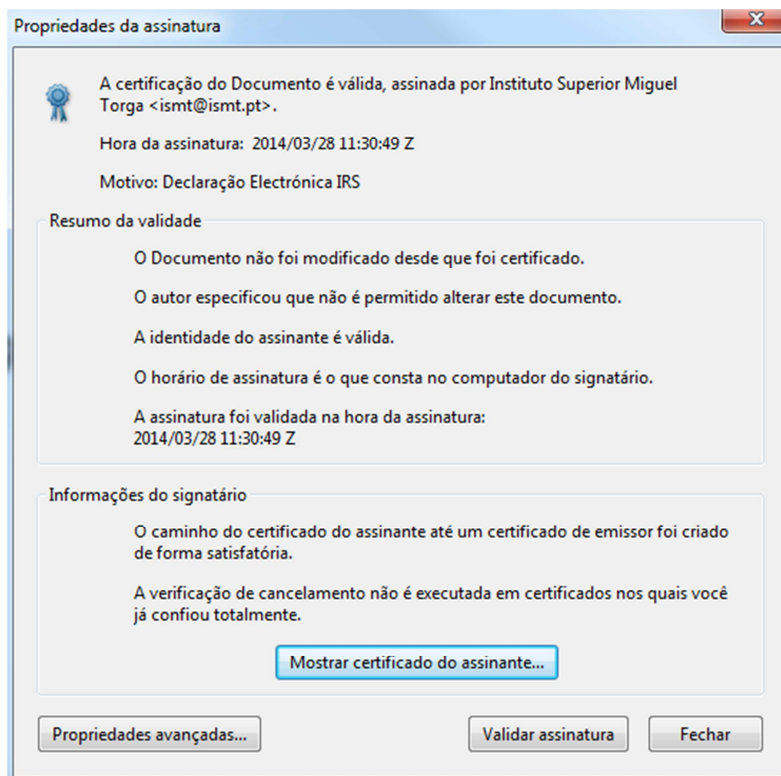 Propriedades da assinatura
A certificação do Documento é válida, assinada por Instituto Superior Miguel
Torga <ismt@ismt.pt>.
Hora da assinatura: 2014/03/28 11:30:49 Z
Motivo: Declaração Electrónica IRS
Resumo da validade
O Documento não foi modificado desde que foi certificado.
O autor especificou que não é permitido alterar este documento.
A identidade do assinante é válida.
O horário de assinatura é o que consta no computador do signatário.
A assinatura foi validada na hora da assinatura:
2014/03/28 11:30:49 Z
Informações do signatário
O caminho do certificado do assinante até um certificado de emissor foi criado
de forma satisfatória.
A verificação de cancelamento não é executada em certificados nos quais você
já confiou totalmente.
Mostrar certificado do assinante...
Propriedades avançadas...
Validar assinatura
Fechar